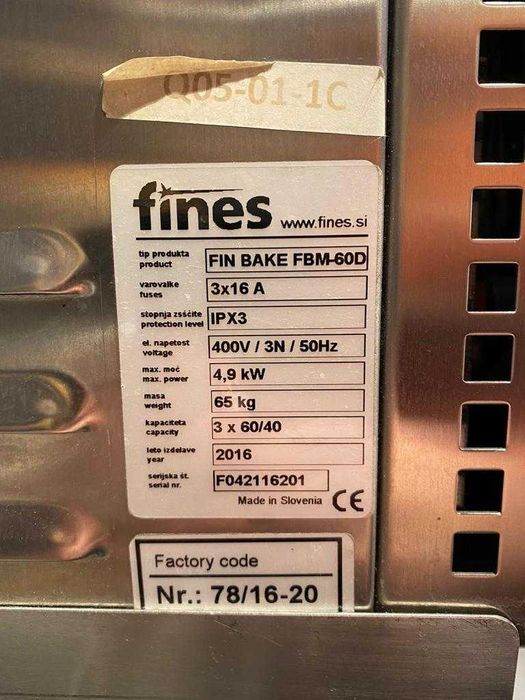 Q05-01-1C
fines www.fines.si
tip produkta
product
FIN BAKE FBM-60D
varovalke
fuses
3x16 A
stopnja zsščite
protection level
IPX3
el. napetost
voltage
400V / 3N / 50Hz
max. moč
max. power
4,9 kW
masa
weight
65 kg
kapaciteta
capacity
3 x 60/40
leto izdelave
year
2016
serijska št.
serial nr.
F042116201
Made in Slovenia CE
Factory code
Nr.: 78/16-20